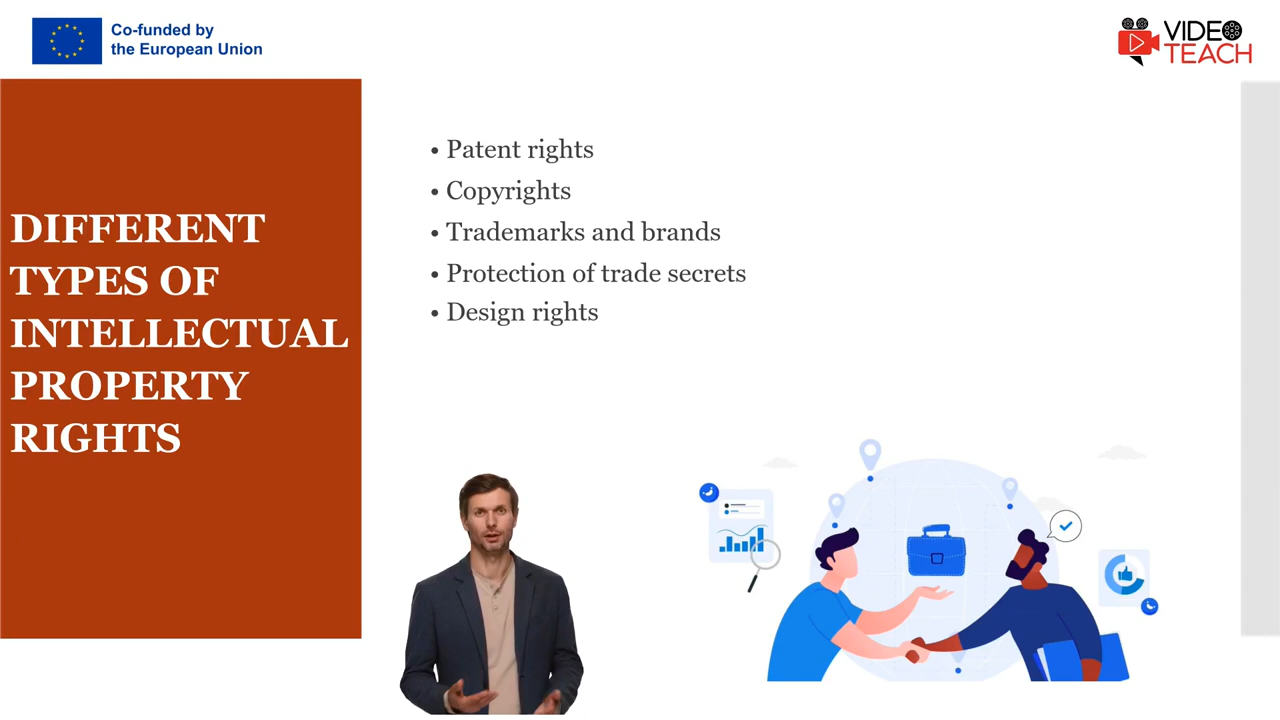 Co-funded by
the European Union
VIDEO
TEACH
DIFFERENT
TYPES OF
INTELLECTUAL
PROPERTY
RIGHTS
• Patent rights
• Copyrights
• Trademarks and brands
• Protection of trade secrets
• Design rights